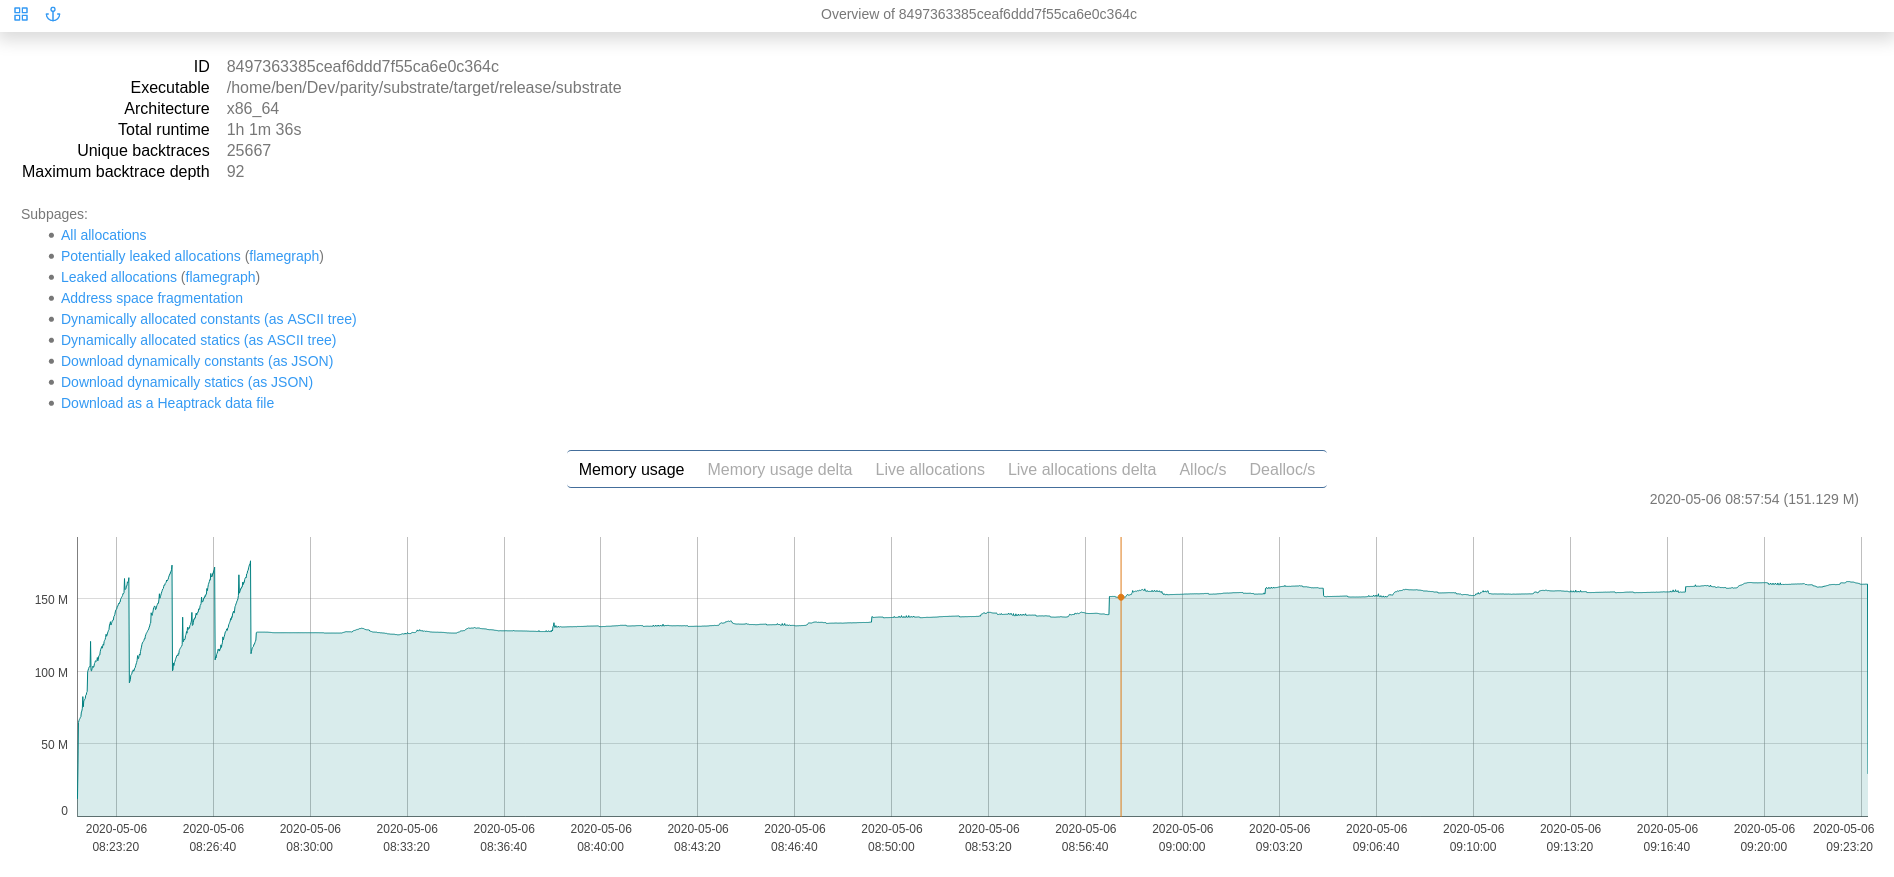 Overview of 8497363385ceaf6ddd7f55ca6e0c364c
ID 8497363385ceaf6ddd7f55ca6e0c364c
Executable /home/ben/Dev/parity/substrate/target/release/substrate
Architecture x86_64
Total runtime 1h 1m 36s
Unique backtraces 25667
Maximum backtrace depth 92
Subpages:
All allocations
Potentially leaked allocations (flamegraph)
Leaked allocations (flamegraph)
Address space fragmentation
Dynamically allocated constants (as ASCII tree)
Dynamically allocated statics (as ASCII tree)
Download dynamically constants (as JSON)
Download dynamically statics (as JSON)
Download as a Heaptrack data file
Memory usage Memory usage delta Live allocations Live allocations delta Alloc/s Dealloc/s
2020-05-06 08:57:54 (151.129 M)
150 M
100 M
50 M
0
2020-05-06 2020-05-06 2020-05-06 2020-05-06 2020-05-06 2020-05-06 2020-05-06 2020-05-06 2020-05-06 2020-05-06 2020-05-06 2020-05-06 2020-05-06 2020-05-06 2020-05-06 2020-05-06 2020-05-06 2020-05-06 2020-05-06
08:23:20 08:26:40 08:30:00 08:33:20 08:36:40 08:40:00 08:43:20 08:46:40 08:50:00 08:53:20 08:56:40 09:00:00 09:03:20 09:06:40 09:10:00 09:13:20 09:16:40 09:20:00 09:23:20